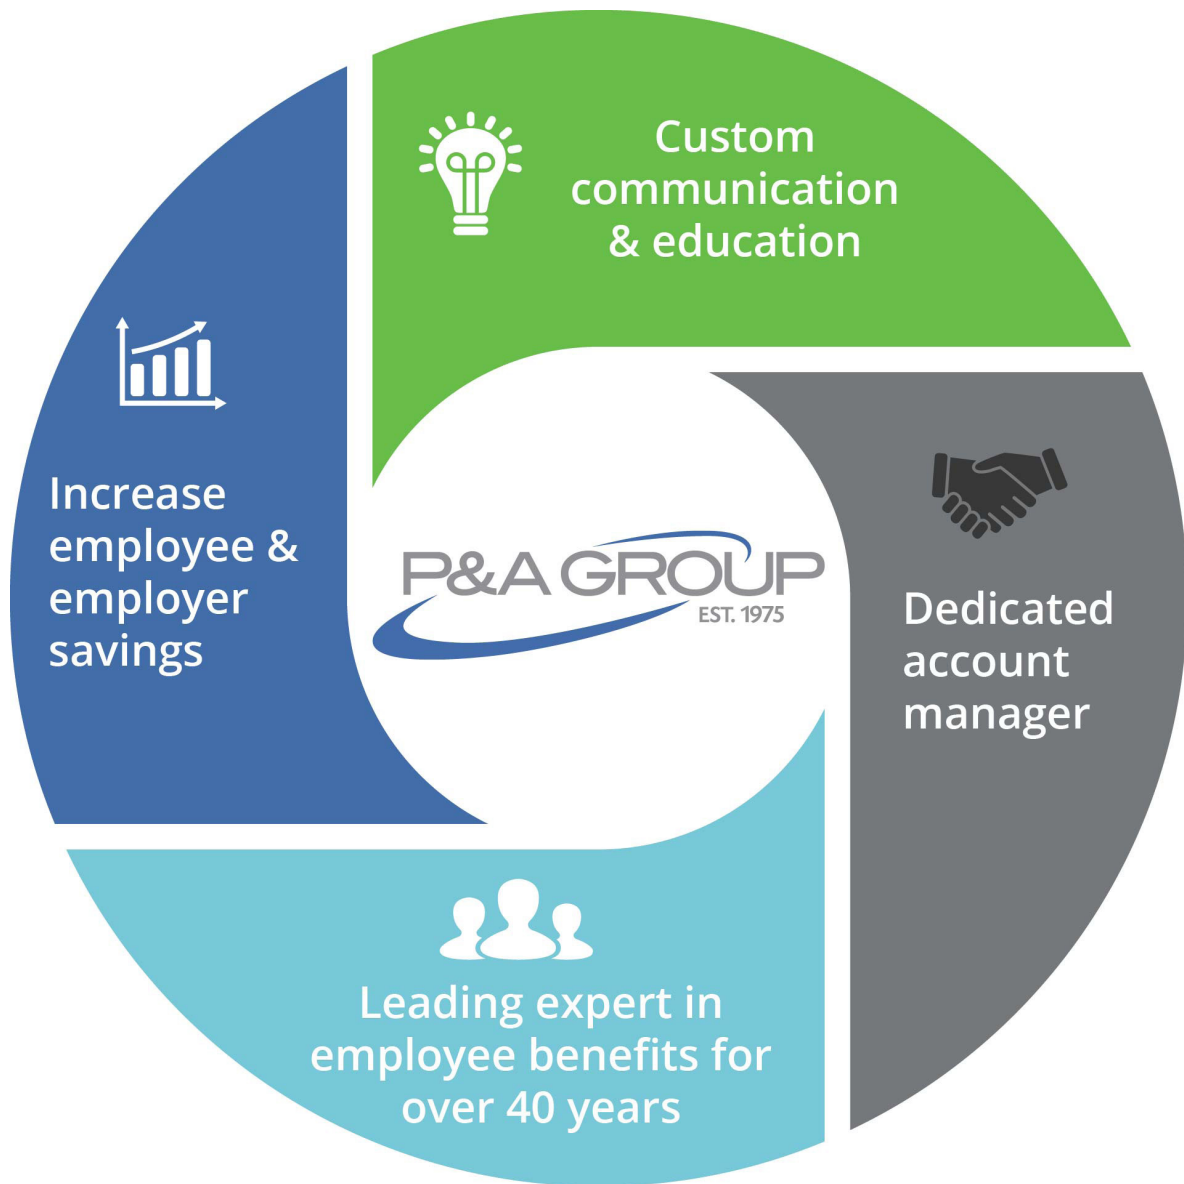 Custom
communication
& education
Increase
employee &
employer
savings
P&A GROUP
EST. 1975
Dedicated
account
manager
Leading expert in
employee benefits for
over 40 years